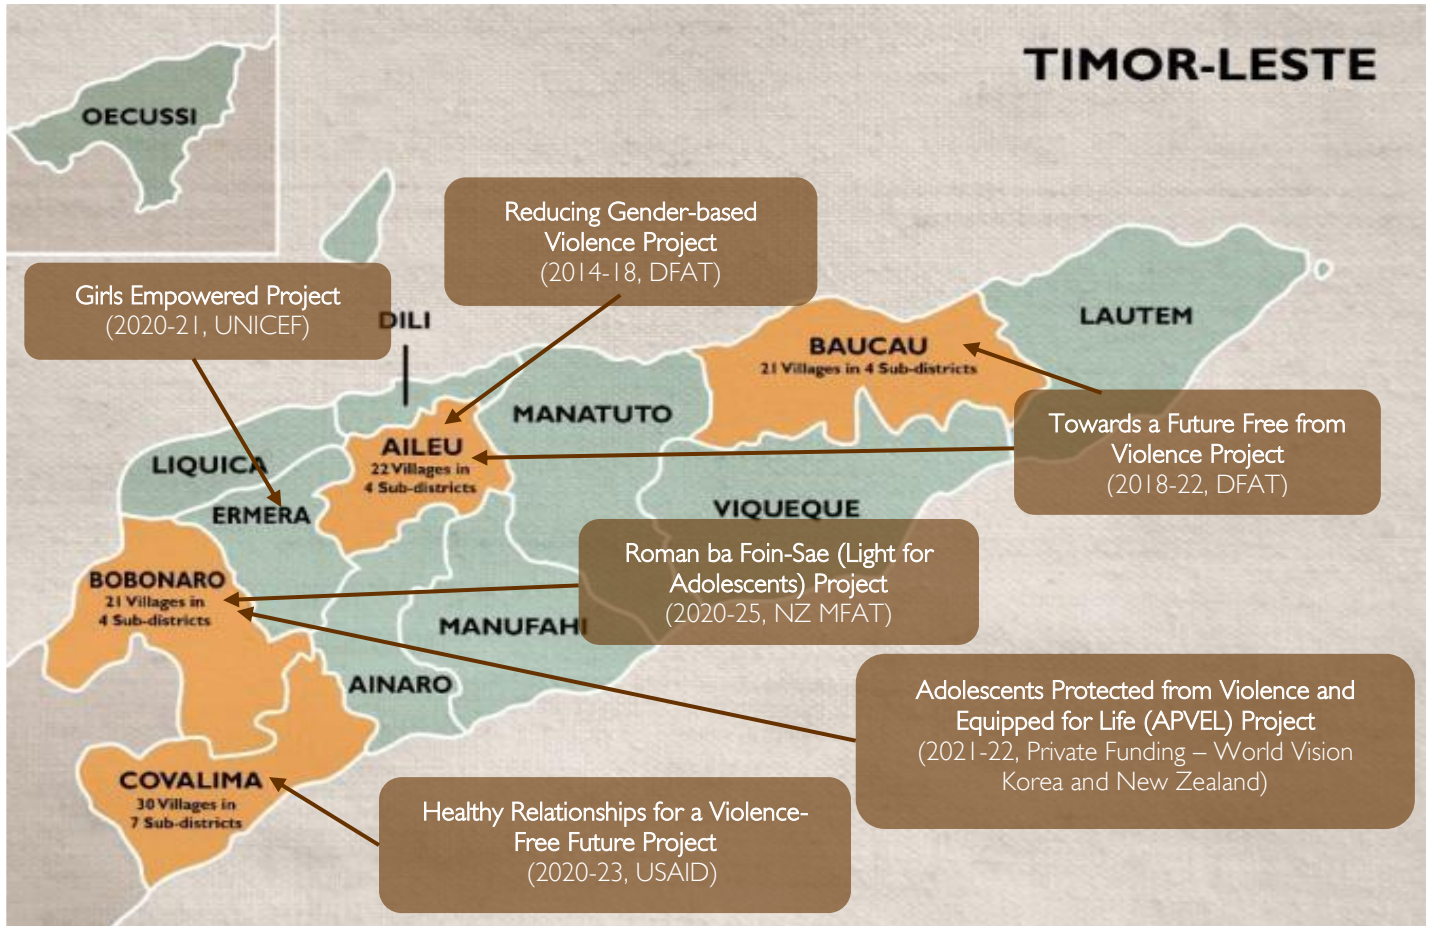 TIMOR-LESTE
OECUSSI
Reducing Gender-based
Violence Project
(2014-18, DFAT)
Girls Empowered Project
(2020-21, UNICEF)
DILI
LAUTEM
BAUCAU
21 Villages in 4 Sub-districts
MANATUTO
Towards a Future Free from
Violence Project
(2018-22, DFAT)
AILEU
22 Villages in
4 Sub-districts
LIQUICA
ERMERA
VIQUEQUE
Roman ba Foin-Sae (Light for
Adolescents) Project
(2020-25, NZ MFAT)
BOBONARO
21 Villages in
4 Sub-districts
MANUFAHI
AINARO
Adolescents Protected from Violence and
Equipped for Life (APVEL) Project
(2021-22, Private Funding – World Vision
Korea and New Zealand)
COVALIMA
30 Villages in
7 Sub-districts
Healthy Relationships for a Violence-
Free Future Project
(2020-23, USAID)